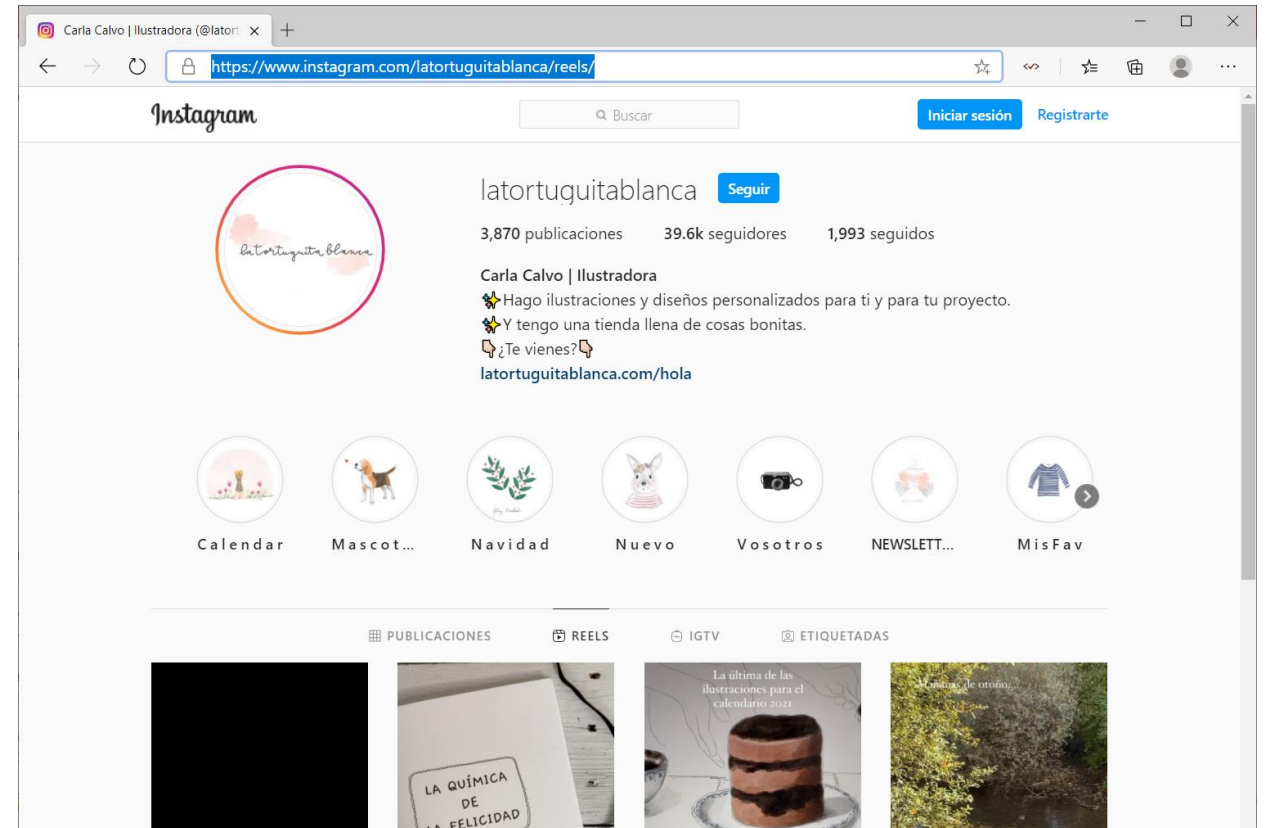 Carla Calvo | Ilustradora (@latort
https://www.instagram.com/latortuguitablanca/reels/
Instagram
Buscar
Iniciar sesión
Registrarte
latortuguitablanca
latortuguitablanca
Seguir
3,870 publicaciones 39.6k seguidores 1,993 seguidos
Carla Calvo | Ilustradora
✨Hago ilustraciones y diseños personalizados para ti y para tu proyecto.
✨Y tengo una tienda llena de cosas bonitas.
👇🏻¿Te vienes?👇🏻
latortuguitablanca.com/hola
Calendar Mascot... Navidad Nuevo Vosotros NEWSLETT... MisFav
PUBLICACIONES REELS IGTV ETIQUETADAS
LA QUÍMICA
DE
LA FELICIDAD
La última de las
ilustraciones para el
calendario 2021
Mañanas de otoño...